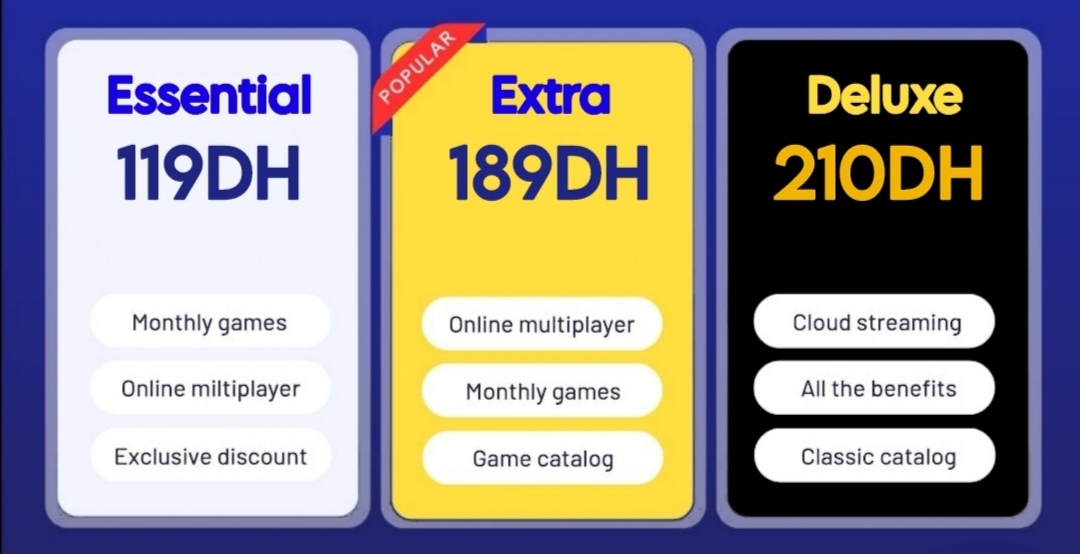 Essential
119DH
Monthly games
Online miltiplayer
Exclusive discount
POPULAR
Extra
189DH
Online multiplayer
Monthly games
Game catalog
Deluxe
210DH
Cloud streaming
All the benefits
Classic catalog